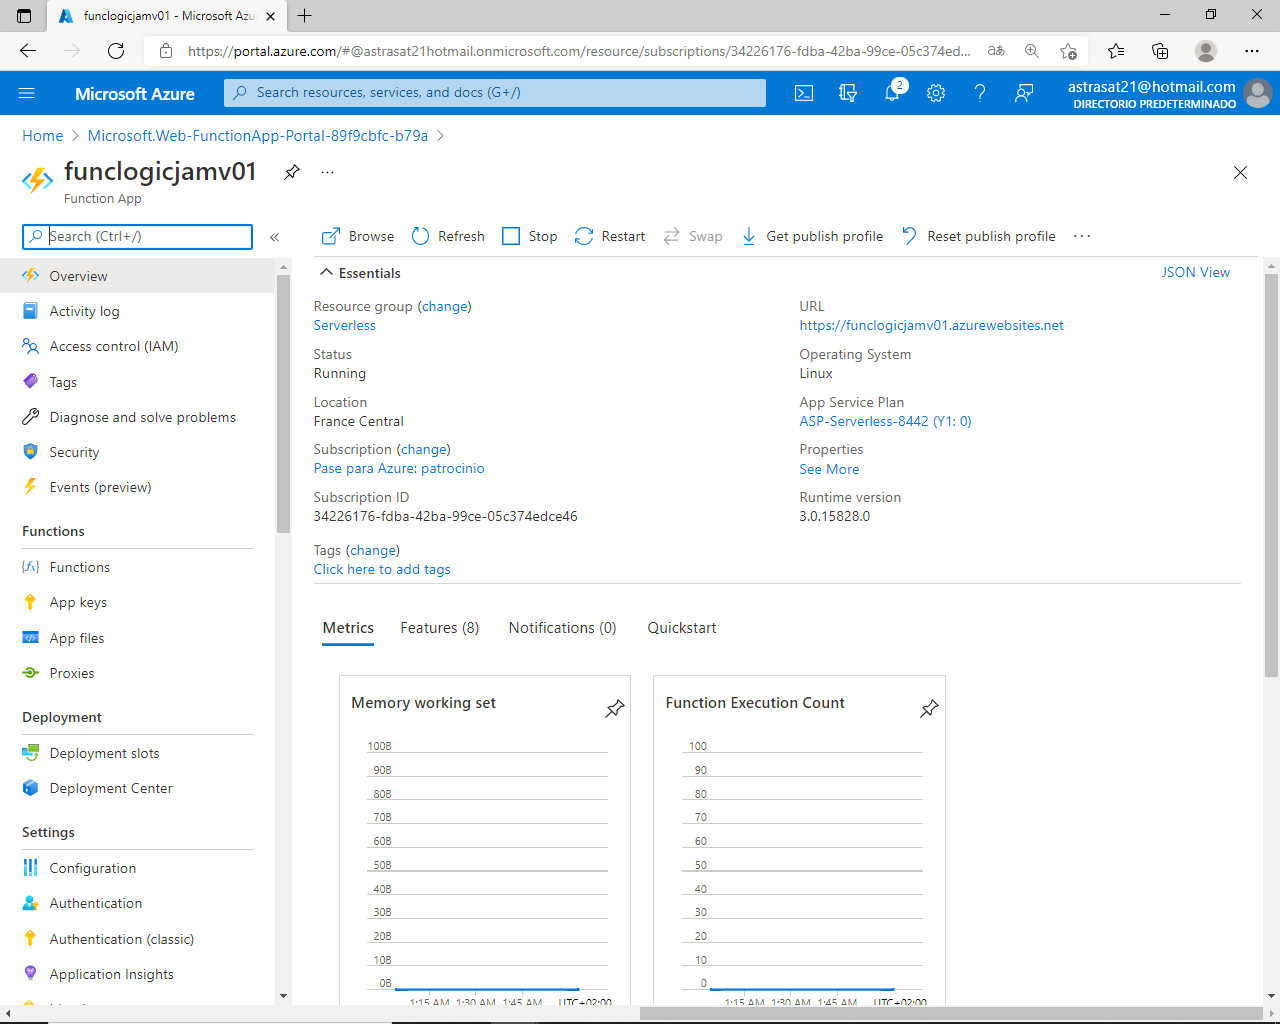 funclogicjamv01 - Microsoft Azu
https://portal.azure.com/#@astrasat21hotmail.onmicrosoft.com/resource/subscriptions/34226176-fdba-42ba-99ce-05c374ed...
Microsoft Azure
Search resources, services, and docs (G+/)
2
astrasat21@hotmail.com
DIRECTORIO PREDETERMINADO
Home > Microsoft.Web-FunctionApp-Portal-89f9cbfc-b79a >
funclogicjamv01
Function App
Search (Ctrl+/)
Browse Refresh Stop Restart Swap Get publish profile Reset publish profile
Overview
Activity log
Access control (IAM)
Tags
Diagnose and solve problems
Security
Events (preview)
Functions
Functions
App keys
App files
Proxies
Deployment
Deployment slots
Deployment Center
Settings
Configuration
Authentication
Authentication (classic)
Application Insights
Essentials
JSON View
Resource group (change)
Serverless
Status
Running
Location
France Central
Subscription (change)
Pase para Azure: patrocinio
Subscription ID
34226176-fdba-42ba-99ce-05c374edce46
URL
https://funclogicjamv01.azurewebsites.net
Operating System
Linux
App Service Plan
ASP-Serverless-8442 (Y1: 0)
Properties
See More
Runtime version
3.0.15828.0
Tags (change)
Click here to add tags
Metrics Features (8) Notifications (0) Quickstart
Memory working set
100B
90B
80B
70B
60B
50B
40B
30B
20B
10B
0B
1:15 AM 1:30 AM 1:45 AM UTC+02:00
Function Execution Count
100
90
80
70
60
50
40
30
20
10
0
1:15 AM 1:30 AM 1:45 AM UTC+02:00